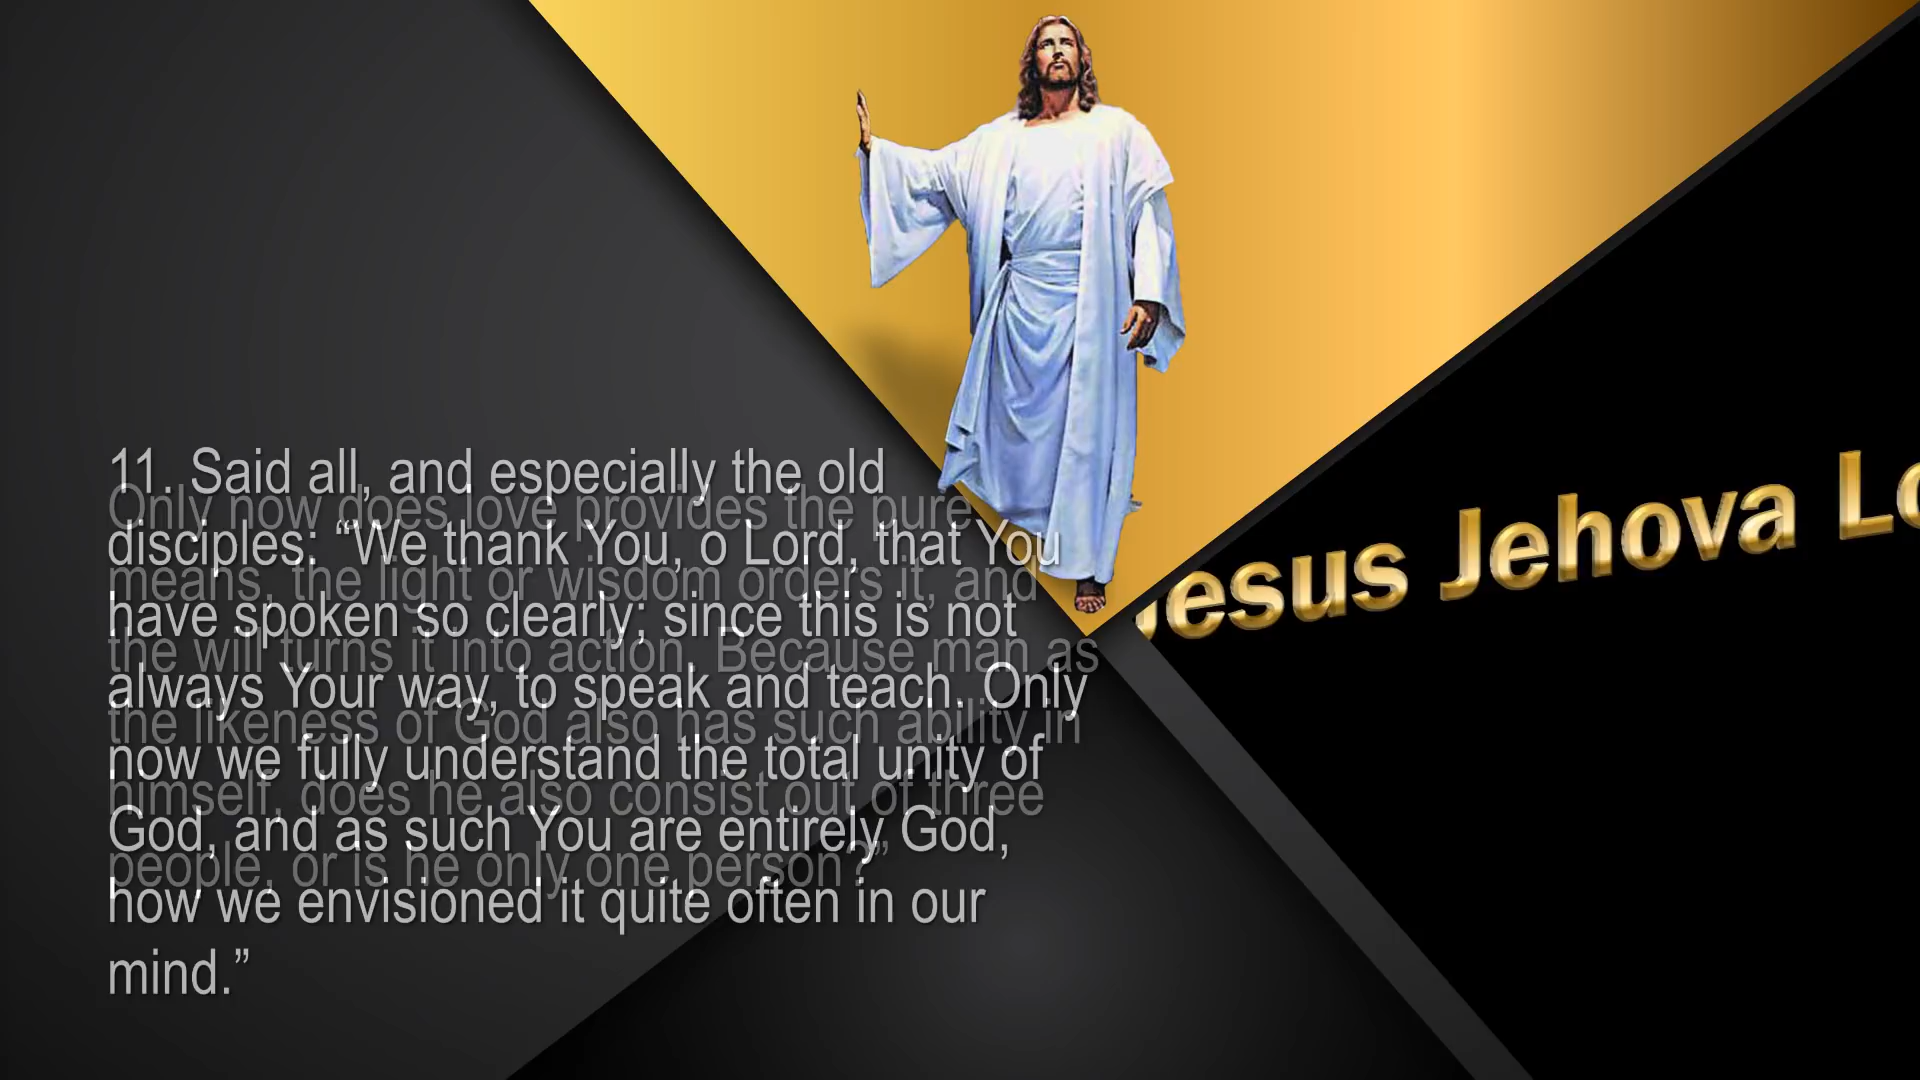 11. Said all, and especially the old
disciples: “We thank You, o Lord, that You
have spoken so clearly; since this is not
always Your way, to speak and teach. Only
now we fully understand the total unity of
God, and as such You are entirely God,
how we envisioned it quite often in our
mind.”
Only now does love provides the pure
means, the light or wisdom orders it, and
the will turns it into action. Because man as
the likeness of God also has such ability in
himself, does he also consist out of three
people, or is he only one person?”
Jesus Jehova Lo